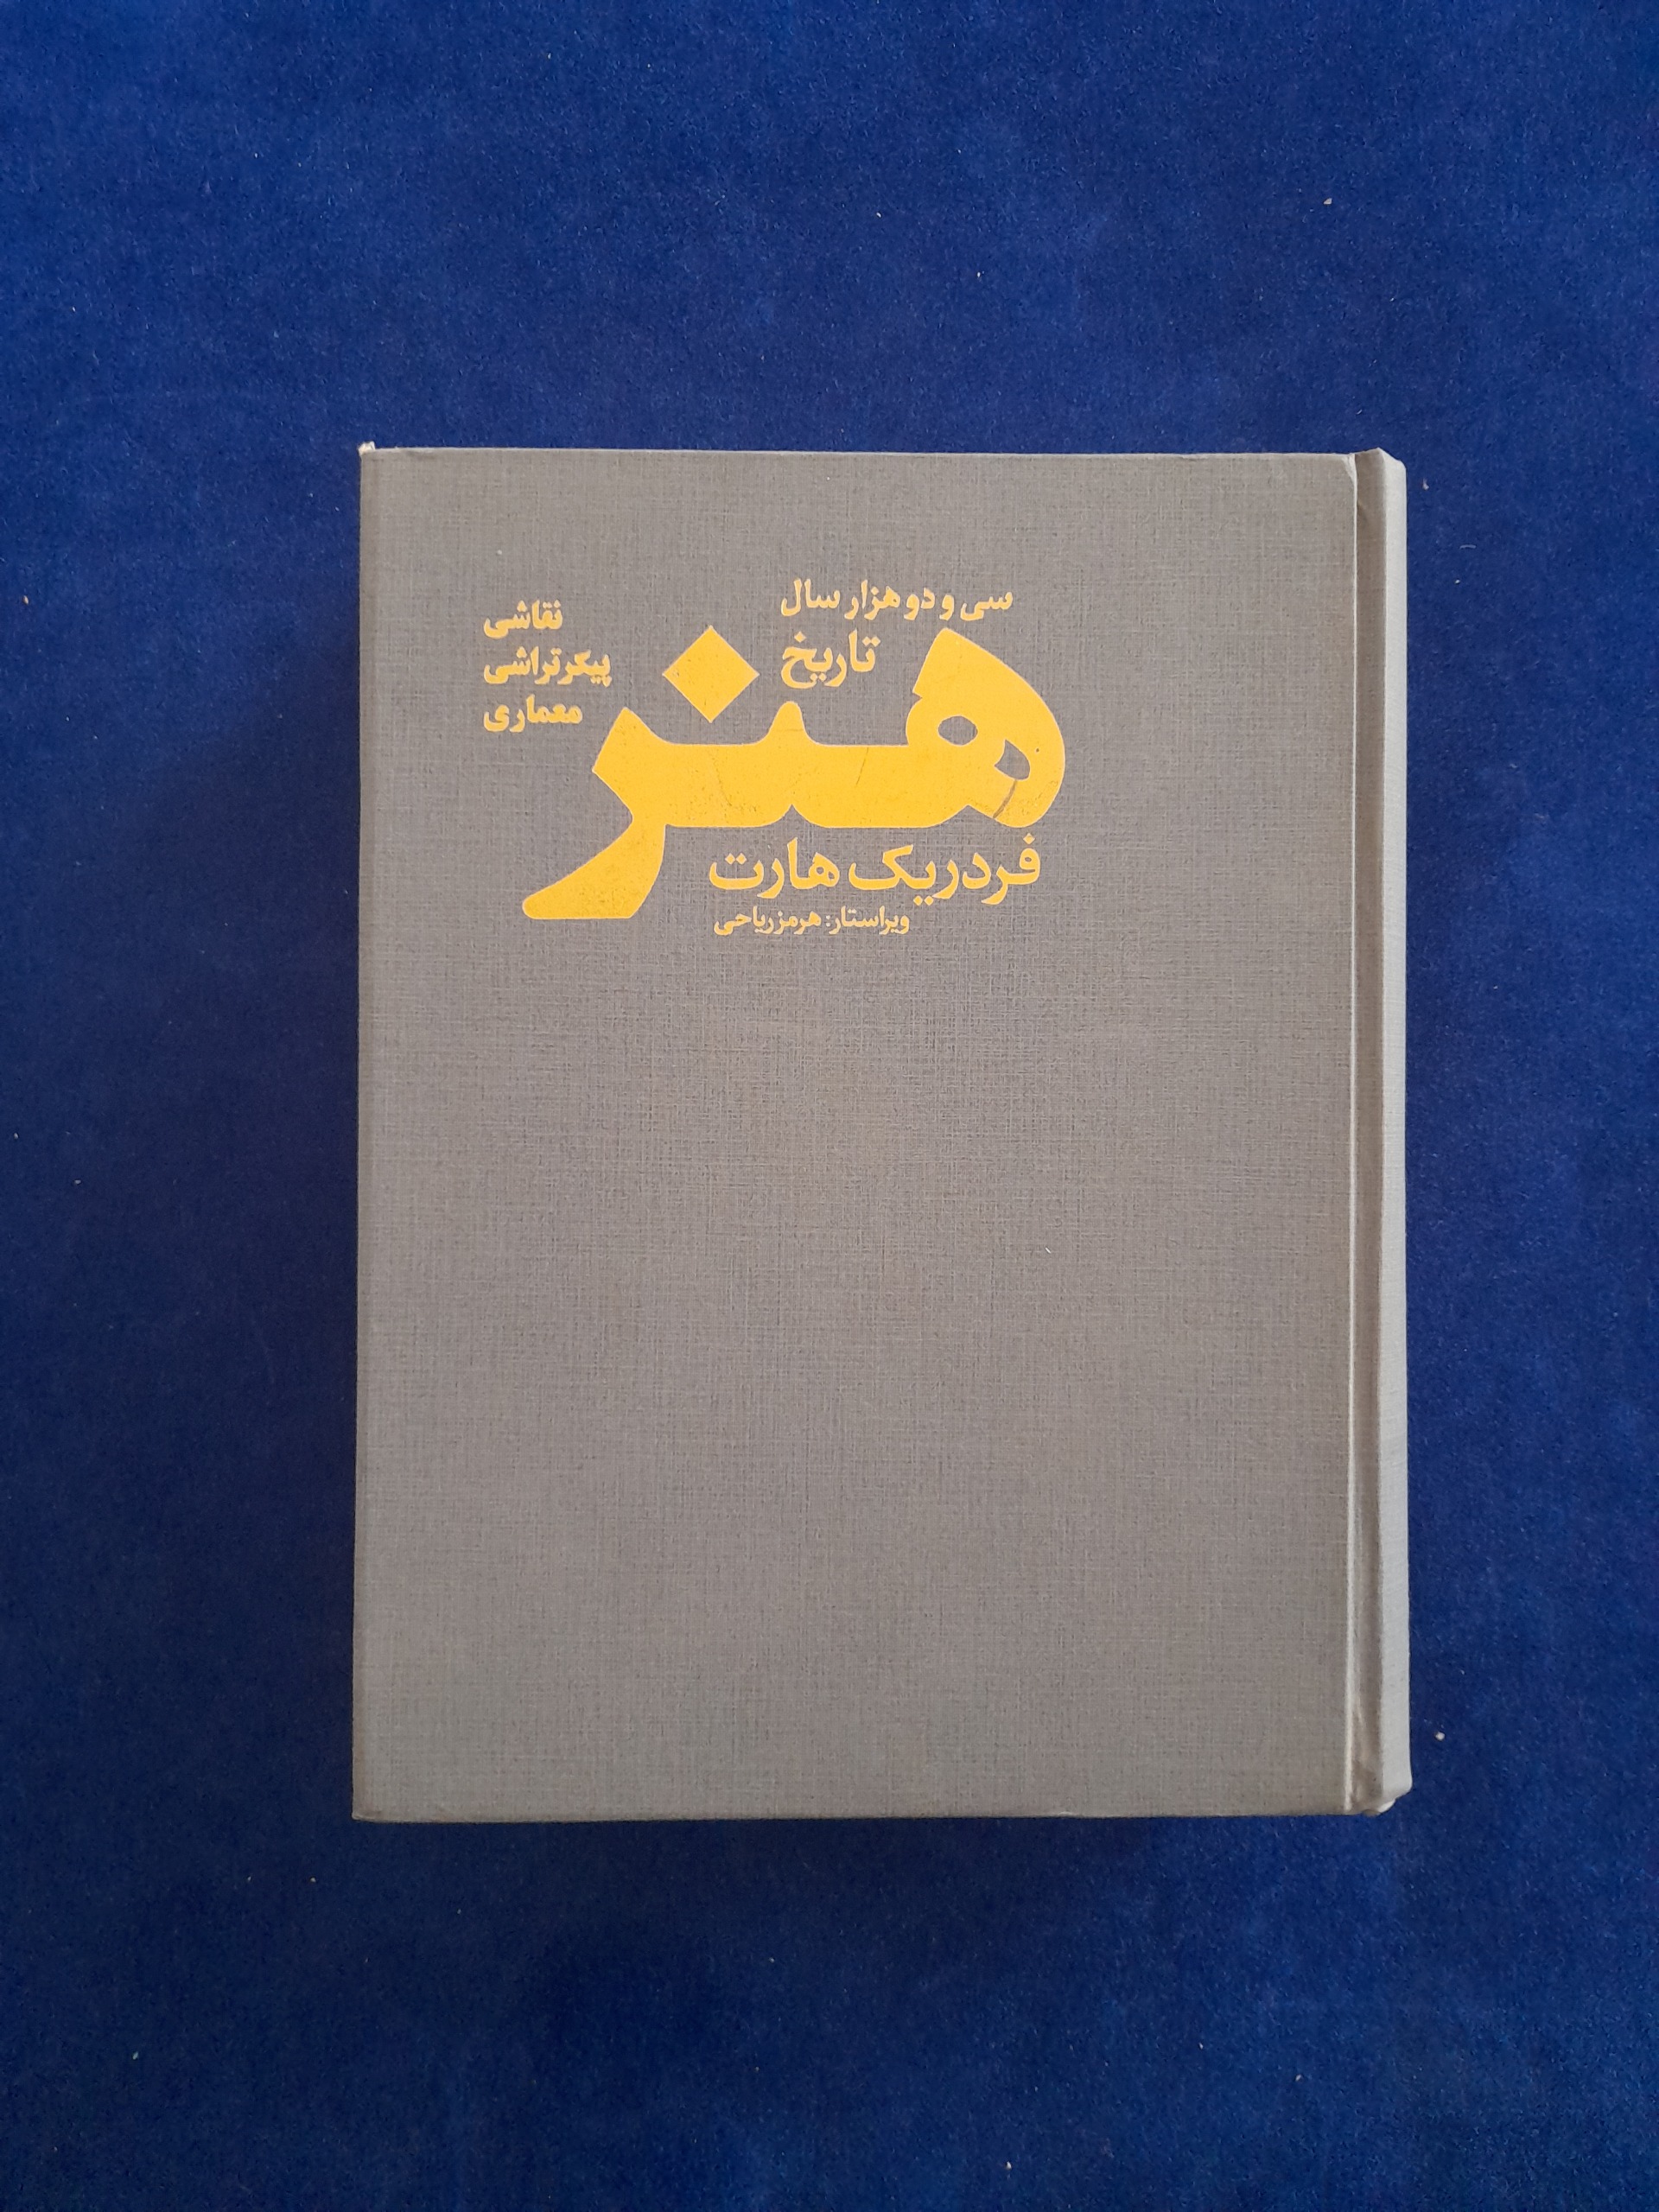 سی و دو هزار سال
تاریخ
هنر
نقاشی
پیکرتراشی
معماری
فردریک هارت
ویراستار: هرمز ریاحی